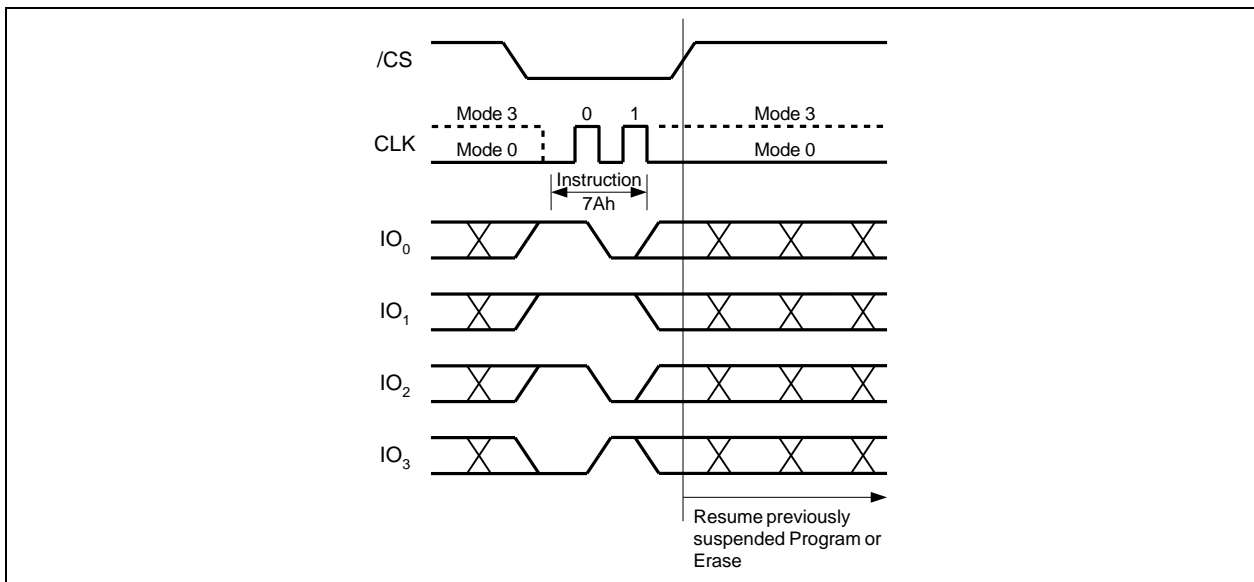 /CS
Mode 3 0 1 Mode 3
CLK
Mode 0 Mode 0
Instruction
7Ah
IO0
IO1
IO2
IO3
Resume previously
suspended Program or
Erase